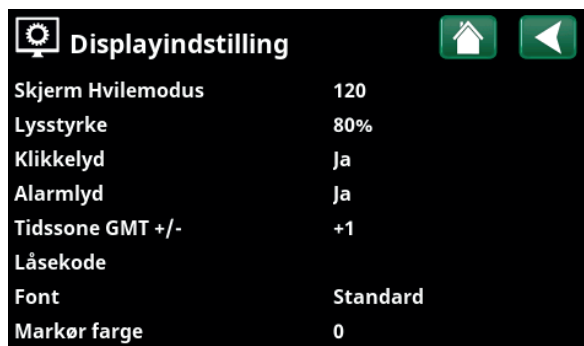 Displayindstilling
Skjerm Hvilemodus 120
Lysstyrke 80%
Klikkelyd Ja
Alarmlyd Ja
Tidssone GMT +/- +1
Låsekode
Font Standard
Markør farge 0